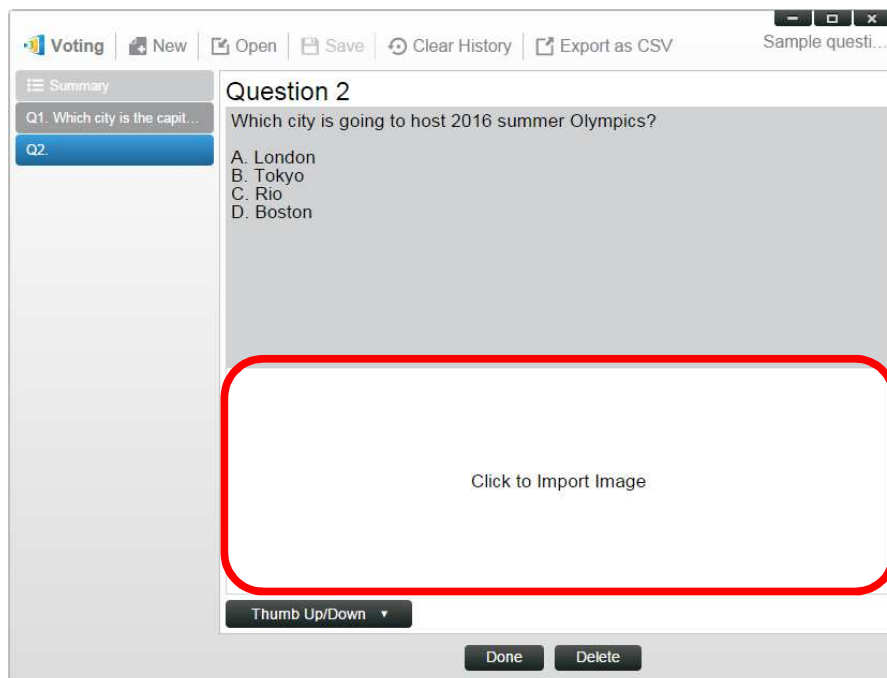 Voting New Open Save Clear History Export as CSV Sample questi...
Summary
Q1. Which city is the capit...
Q2.
Question 2
Which city is going to host 2016 summer Olympics?
A. London
B. Tokyo
C. Rio
D. Boston
Click to Import Image
Thumb Up/Down
Done Delete